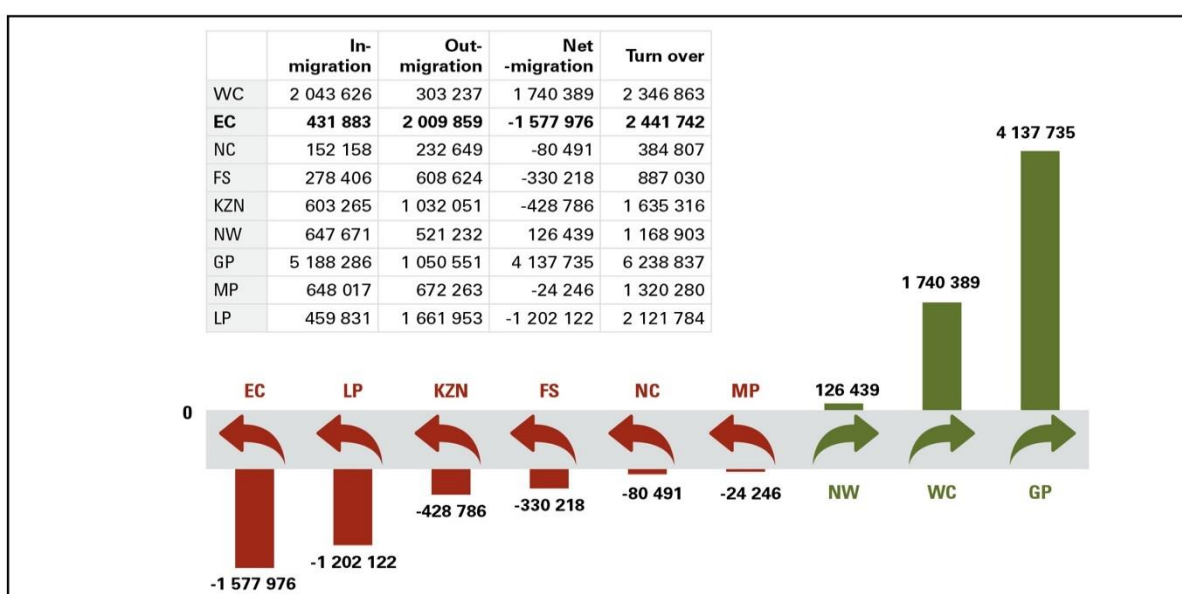 In-migration Out-migration Net -migration Turn over
WC 2 043 626 303 237 1 740 389 2 346 863
EC 431 883 2 009 859 -1 577 976 2 441 742
NC 152 158 232 649 -80 491 384 807
FS 278 406 608 624 -330 218 887 030
KZN 603 265 1 032 051 -428 786 1 635 316
NW 647 671 521 232 126 439 1 168 903
GP 5 188 286 1 050 551 4 137 735 6 238 837
MP 648 017 672 263 -24 246 1 320 280
LP 459 831 1 661 953 -1 202 122 2 121 784
4 137 735
1 740 389
EC LP KZN FS NC MP 126 439
0
-428 786 -330 218 -80 491 -24 246 NW WC GP
-1 202 122
-1 577 976